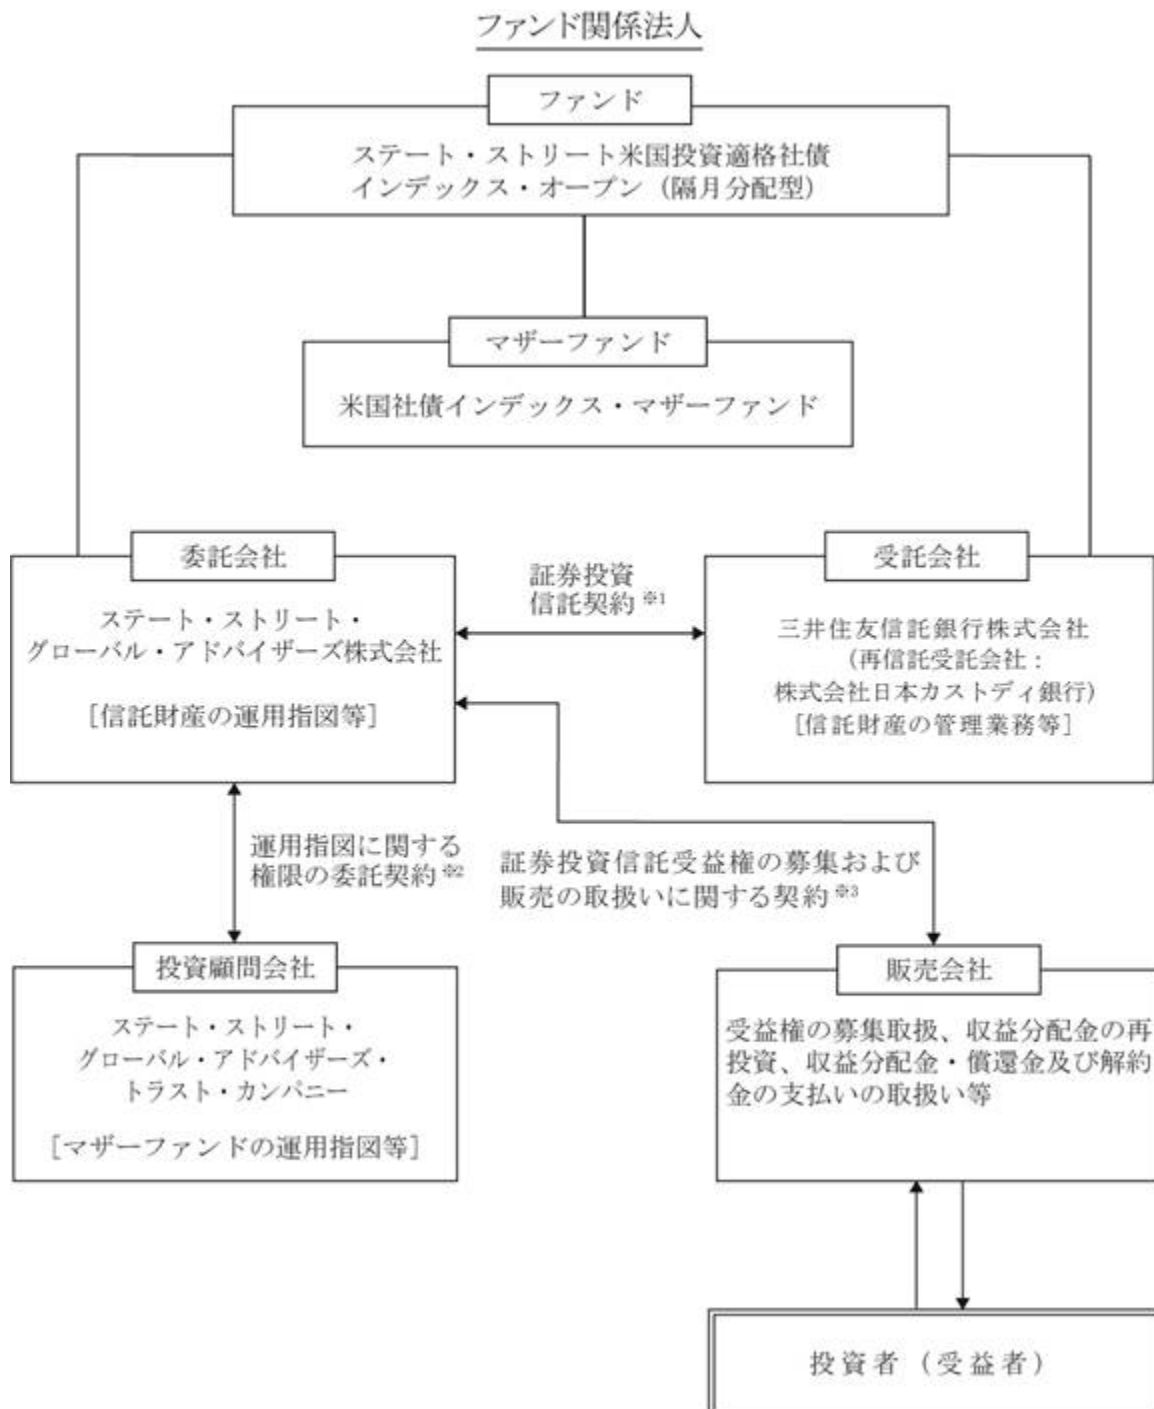 ファンド関係法人
ファンド
ステート・ストリート米国投資適格社債
インデックス・オープン（隔月分配型）
マザーファンド
米国社債インデックス・マザーファンド
委託会社
ステート・ストリート・
グローバル・アドバイザーズ株式会社
［信託財産の運用指図等］
証券投資
信託契約※1
受託会社
三井住友信託銀行株式会社
（再信託受託会社：
株式会社日本カストディ銀行）
［信託財産の管理業務等］
運用指図に関する
権限の委託契約※2
証券投資信託受益権の募集および
販売の取扱いに関する契約※3
投資顧問会社
ステート・ストリート・
グローバル・アドバイザーズ・
トラスト・カンパニー
［マザーファンドの運用指図等］
販売会社
受益権の募集取扱、収益分配金の再
投資、収益分配金・償還金及び解約
金の支払いの取扱い等
投資者（受益者）